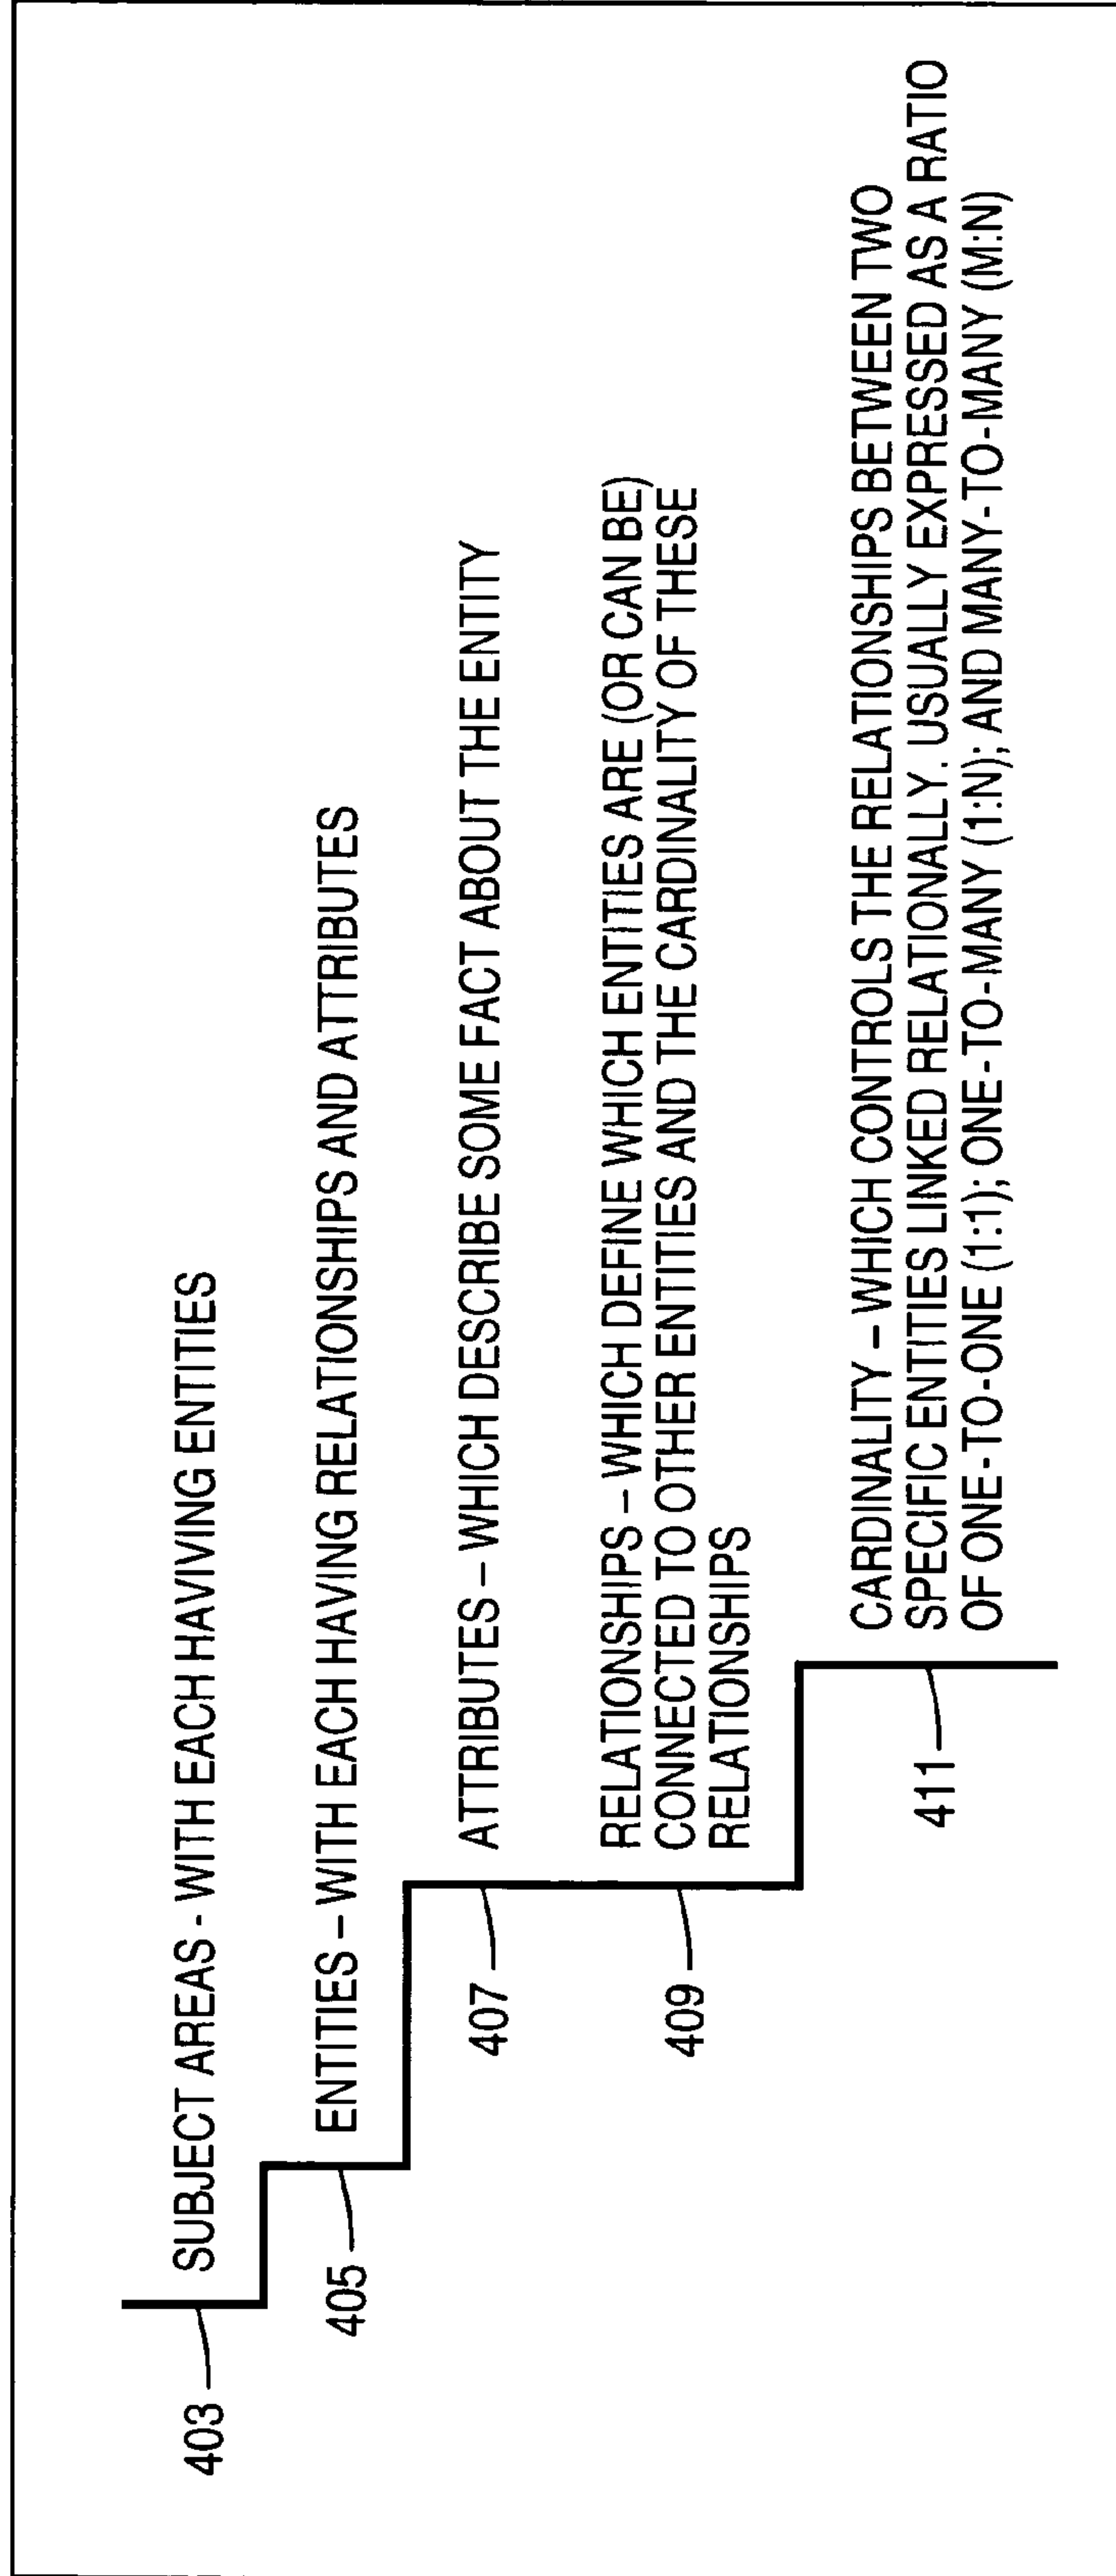 403
SUBJECT AREAS - WITH EACH HAVIVING ENTITIES
405
ENTITIES – WITH EACH HAVING RELATIONSHIPS AND ATTRIBUTES
407
ATTRIBUTES – WHICH DESCRIBE SOME FACT ABOUT THE ENTITY
409
RELATIONSHIPS – WHICH DEFINE WHICH ENTITIES ARE (OR CAN BE)
CONNECTED TO OTHER ENTITIES AND THE CARDINALITY OF THESE
RELATIONSHIPS
411
CARDINALITY – WHICH CONTROLS THE RELATIONSHIPS BETWEEN TWO
SPECIFIC ENTITIES LINKED RELATIONALLY. USUALLY EXPRESSED AS A RATIO
OF ONE-TO-ONE (1:1); ONE-TO-MANY (1:N); AND MANY-TO-MANY (M:N)